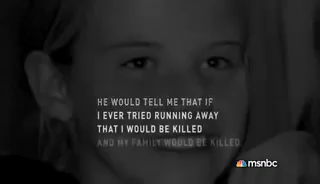 HE WOULD TELL ME THAT IF
I EVER TRIED RUNNING AWAY
THAT I WOULD BE KILLED
AND MY FAMILY WOULD BE KILLED
msnbc